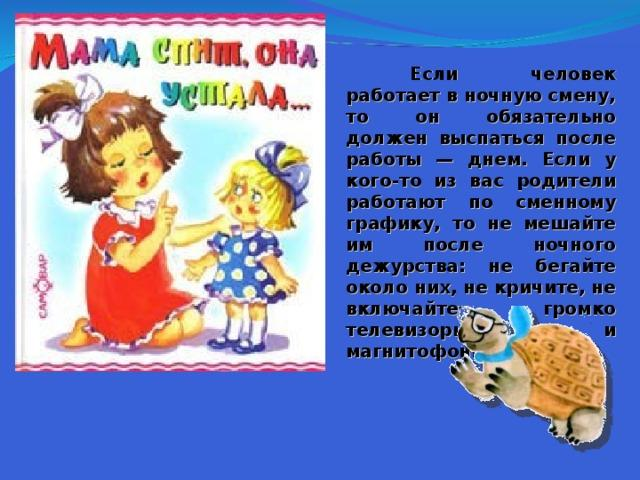 Мама спит, она
устала...
САМОВАР
Если человек
работает в ночную смену,
то он обязательно
должен выспаться после
работы — днем. Если у
кого-то из вас родители
работают по сменному
графику, то не мешайте
им после ночного
дежурства: не бегайте
около них, не кричите, не
включайте громко
телевизоры и